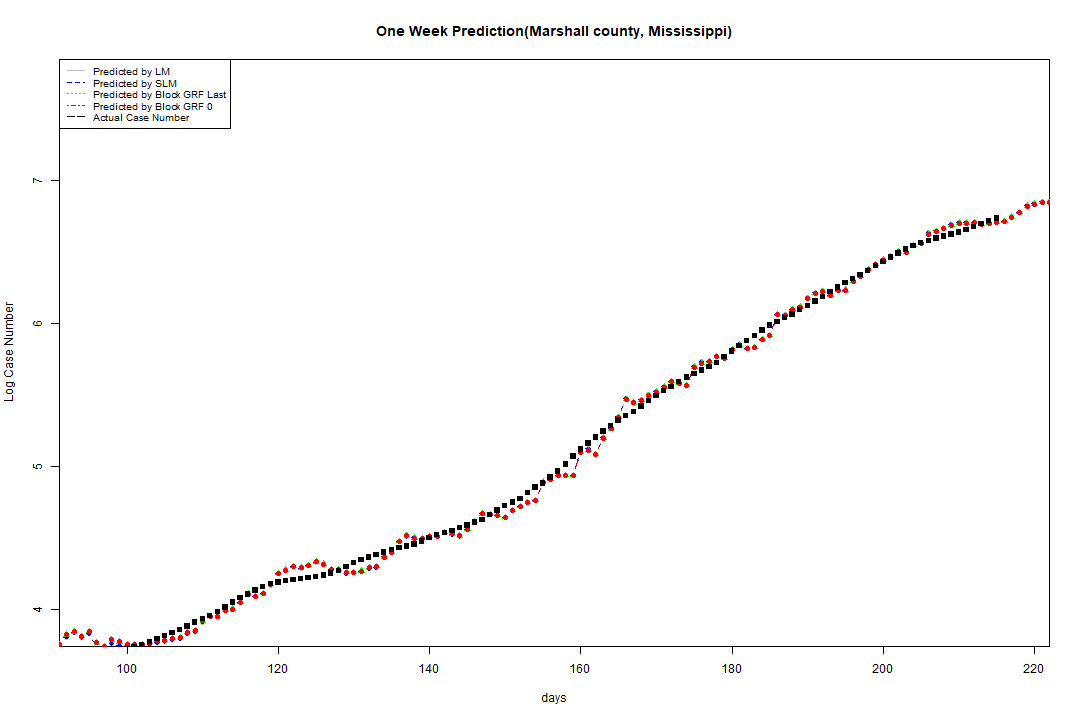 One Week Prediction(Marshall county, Mississippi)
Predicted by LM
Predicted by SLM
Predicted by Block GRF Last
Predicted by Block GRF 0
Actual Case Number
7
6
5
4
Log Case Number
100 120 140 160 180 200 220
days